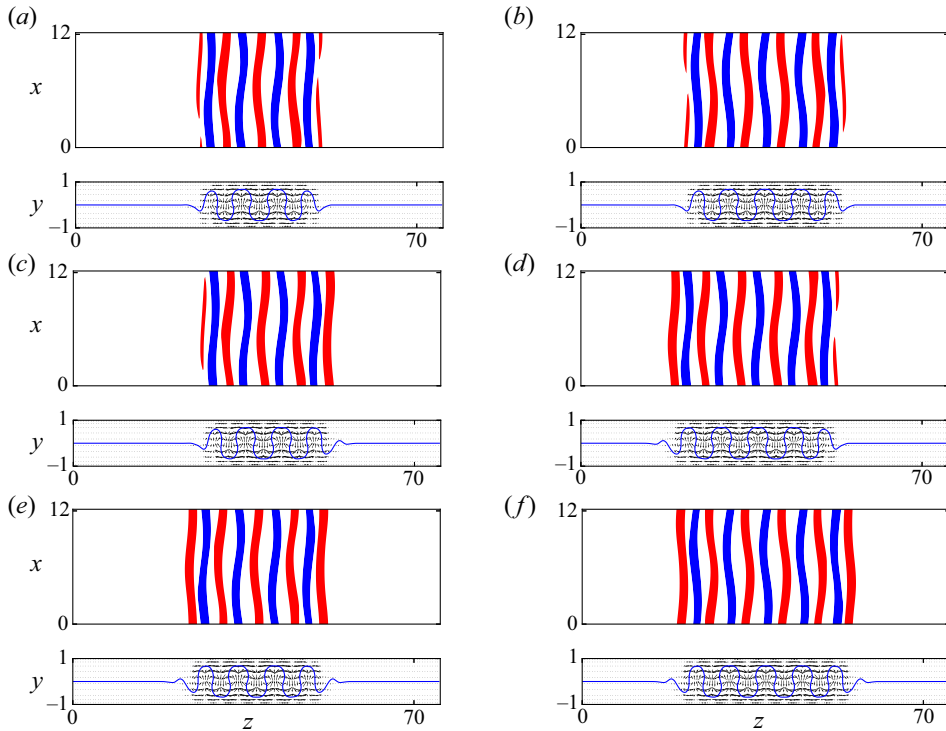 (a) (b)
12 12
x
0 0
1 1
y
−1 −1
0 70 0 70
(c) (d)
12 12
x
0 0
1 1
y
−1 −1
0 70 0 70
(e) (f)
12 12
x
0 0
1 1
y
−1 −1
0 z 70 0 z 70